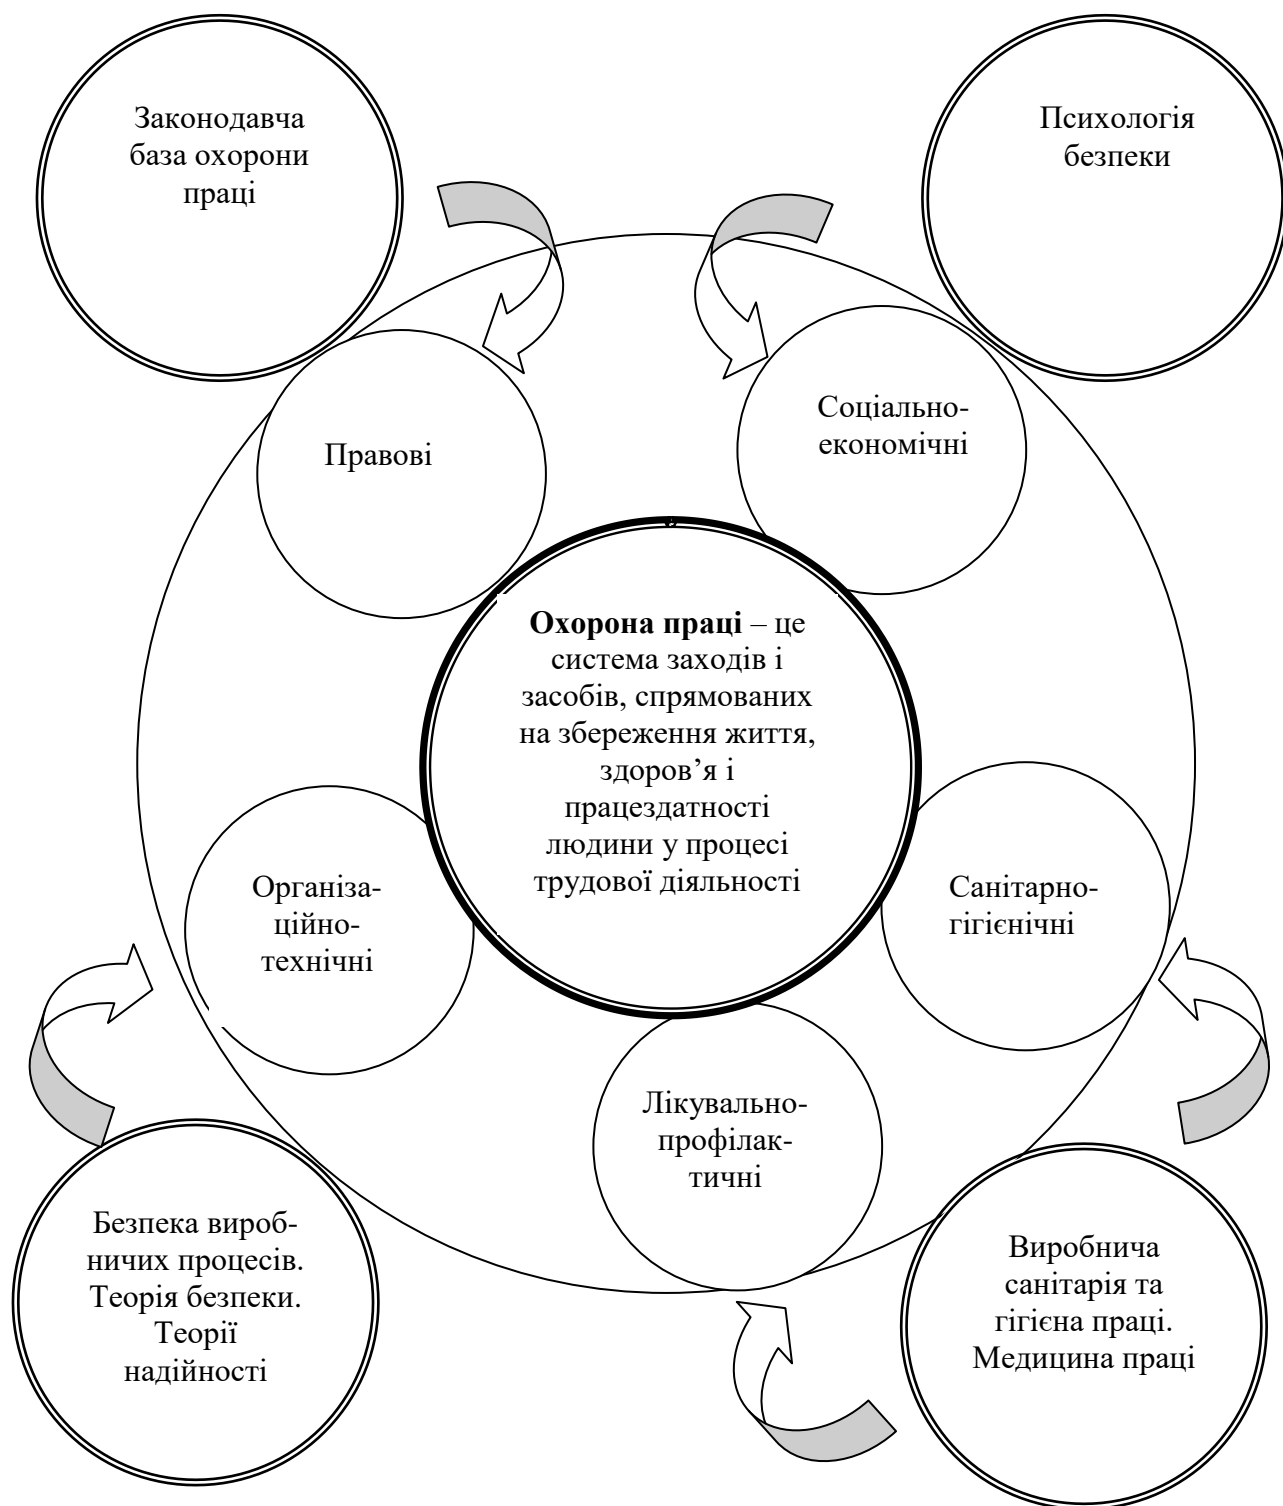 Законодавча
база охорони
праці
Психологія
безпеки
Правові
Соціально-
економічні
Охорона праці – це
система заходів і
засобів, спрямованих
на збереження життя,
здоров’я і
працездатності
людини у процесі
трудової діяльності
Організа-
ційно-
технічні
Санітарно-
гігієнічні
Лікувально-
профілак-
тичні
Безпека вироб-
ничих процесів.
Теорія безпеки.
Теорії
надійності
Виробнича
санітарія та
гігієна праці.
Медицина праці